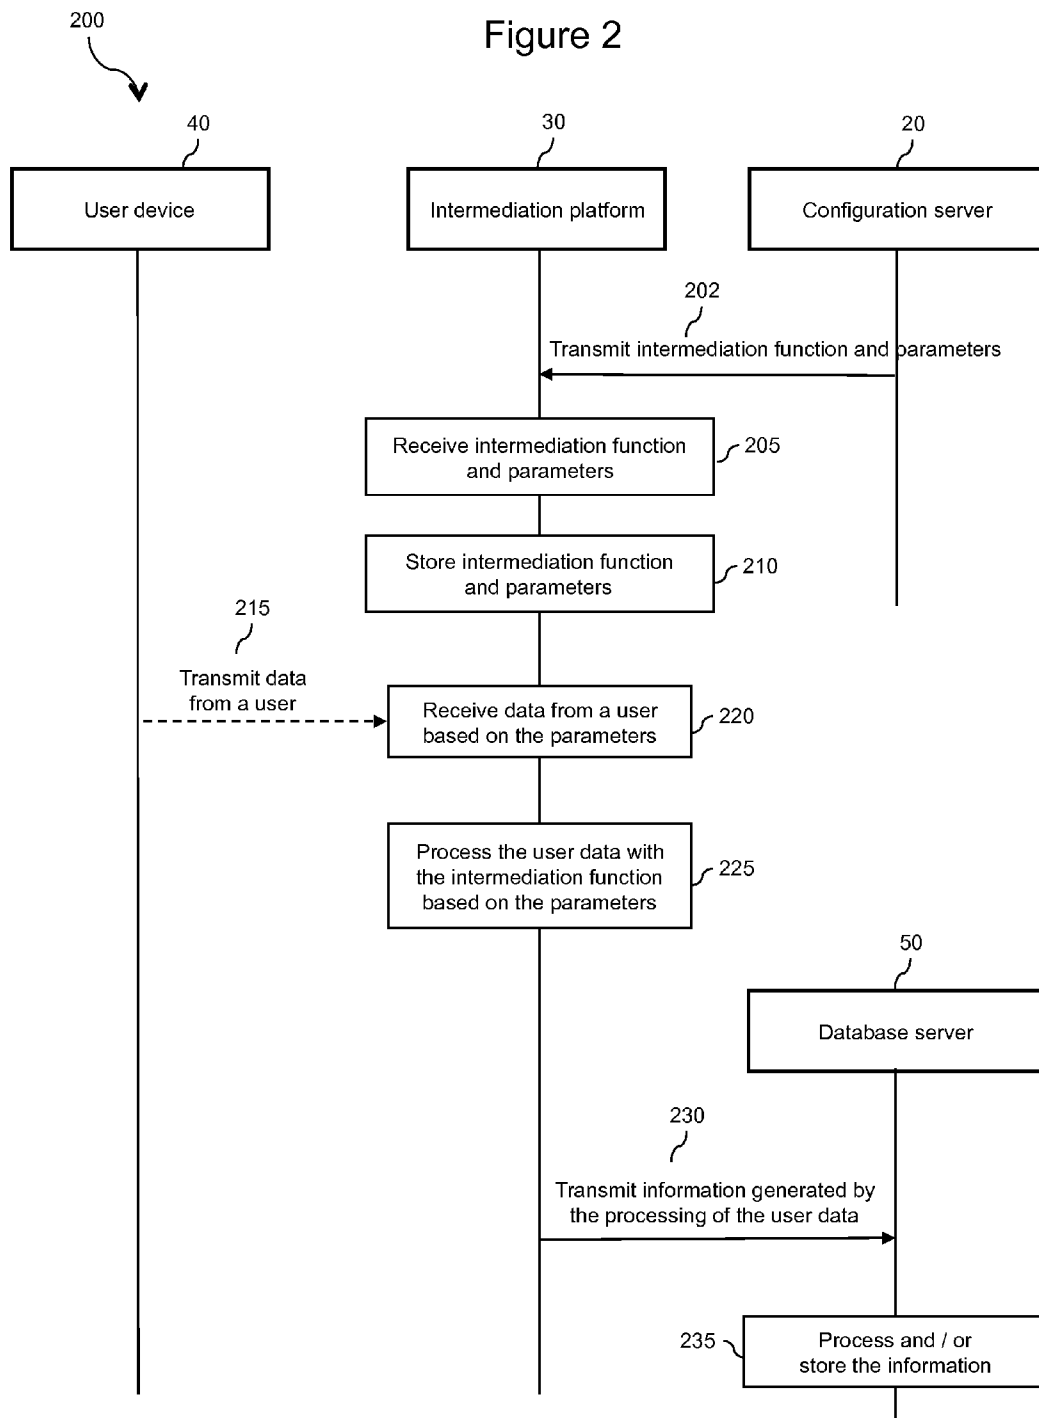 Figure 2
200
40
30
20
User device
Intermediation platform
Configuration server
202
Transmit intermediation function and parameters
Receive intermediation function
and parameters
205
Store intermediation function
and parameters
210
215
Transmit data
from a user
Receive data from a user
based on the parameters
220
Process the user data with
the intermediation function
based on the parameters
225
50
Database server
230
Transmit information generated by
the processing of the user data
235
Process and / or
store the information